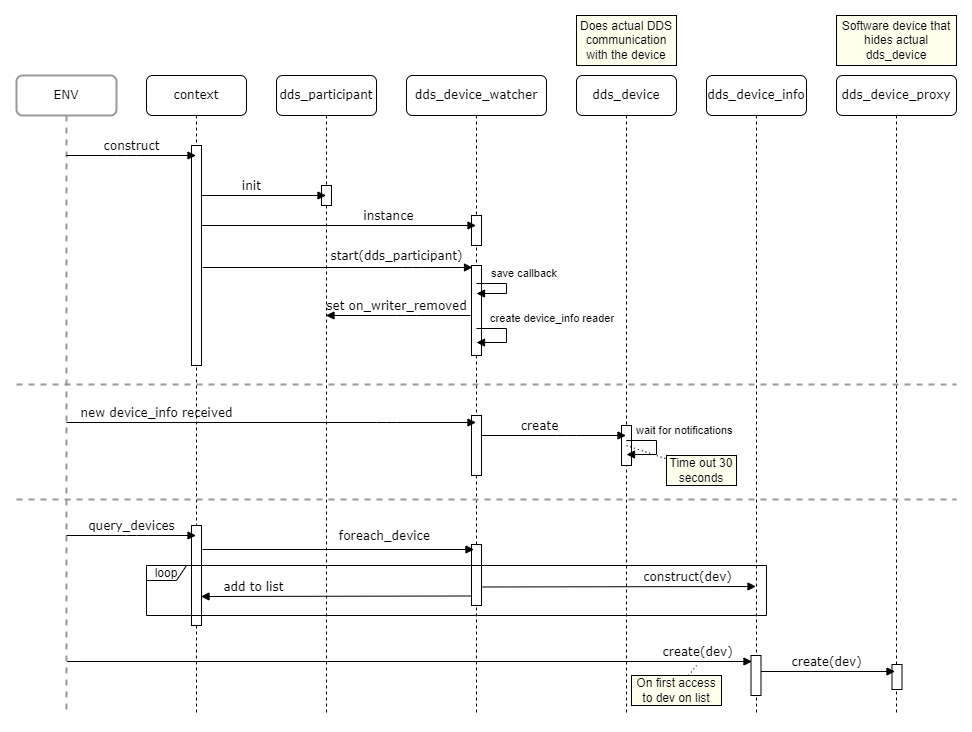 Does actual DDS
communication
with the device
Software device that
hides actual
dds_device
ENV
context
dds_participant
dds_device_watcher
dds_device
dds_device_info
dds_device_proxy
construct
init
instance
start(dds_participant)
save callback
set on_writer_removed
create device_info reader
new device_info received
create
wait for notifications
Time out 30
seconds
query_devices
foreach_device
loop
construct(dev)
add to list
create(dev)
create(dev)
On first access
to dev on list